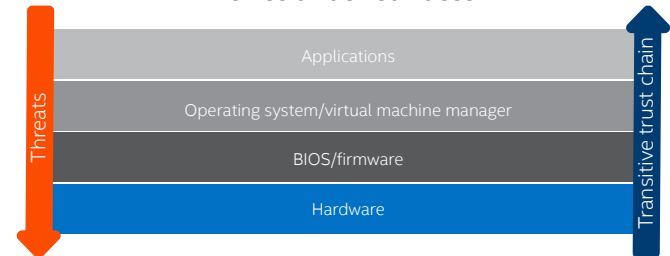 Threats
Applications
Operating system/virtual machine manager
BIOS/firmware
Hardware
Transitive trust chain